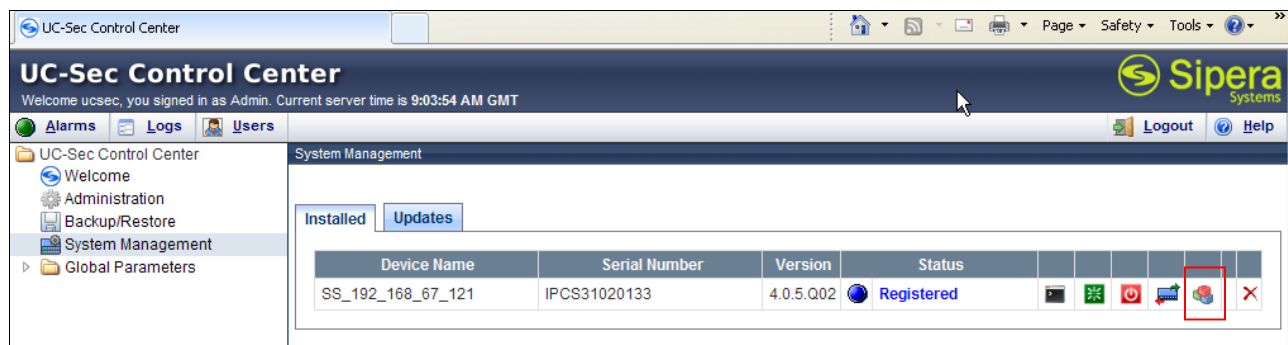 UC-Sec Control Center
Page Safety Tools »
UC-Sec Control Center
Sipera
Systems
Welcome ucsec, you signed in as Admin. Current server time is 9:03:54 AM GMT
Alarms Logs Users Logout Help
UC-Sec Control Center
System Management
Welcome
Administration
Backup/Restore
System Management
Global Parameters
Installed Updates
Device Name Serial Number Version Status
SS_192_168_67_121 IPCS31020133 4.0.5.Q02 Registered